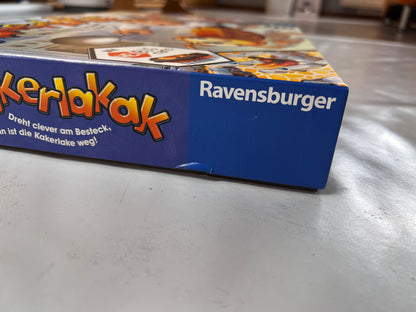 kerlakak
Ravensburger
Dreht clever am Besteck,
n ist die Kakerlake weg!